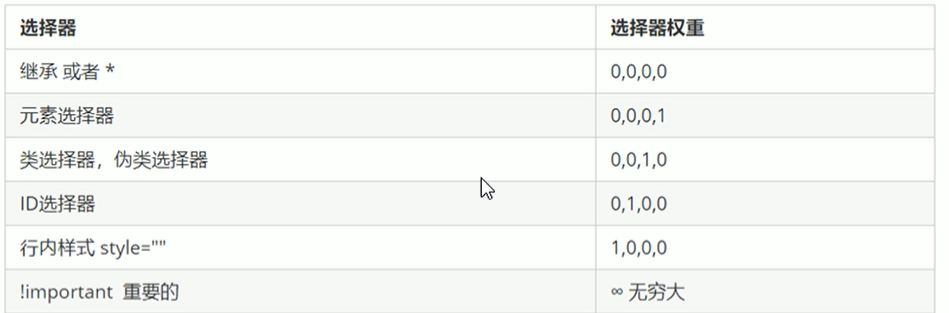 选择器 选择器权重
继承 或者 * 0,0,0,0
元素选择器 0,0,0,1
类选择器，伪类选择器 0,0,1,0
ID选择器 0,1,0,0
行内样式 style="" 1,0,0,0
!important 重要的 ∞ 无穷大